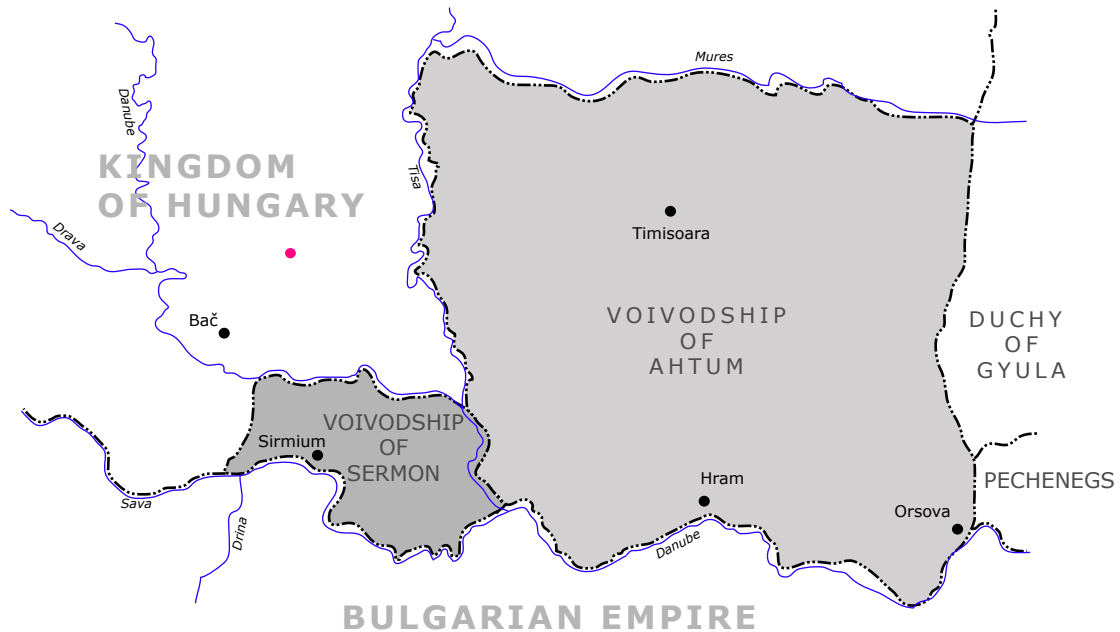 Mures
Danube
KINGDOM
OF HUNGARY
Tisa
Drava
Timisoara
Bač
VOIVODSHIP
OF
AHTUM
DUCHY
OF
GYULA
VOIVODSHIP
OF
SERMON
Sirmium
PECHENEGS
Hram
Orsova
Sava
Drina
Danube
BULGARIAN EMPIRE